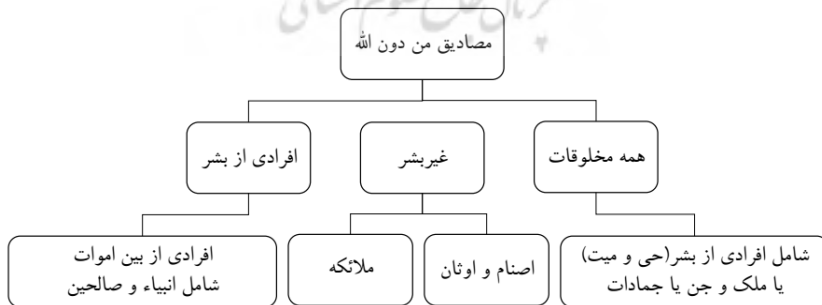 مصادیق من دون الله
همه مخلوقات
غیربشر
افرادی از بشر
شامل افرادی از بشر(حی و میت)
یا ملک و جن یا جمادات
اصنام و اوثان
ملائکه
افرادی از بین اموات
شامل انبیاء و صالحین